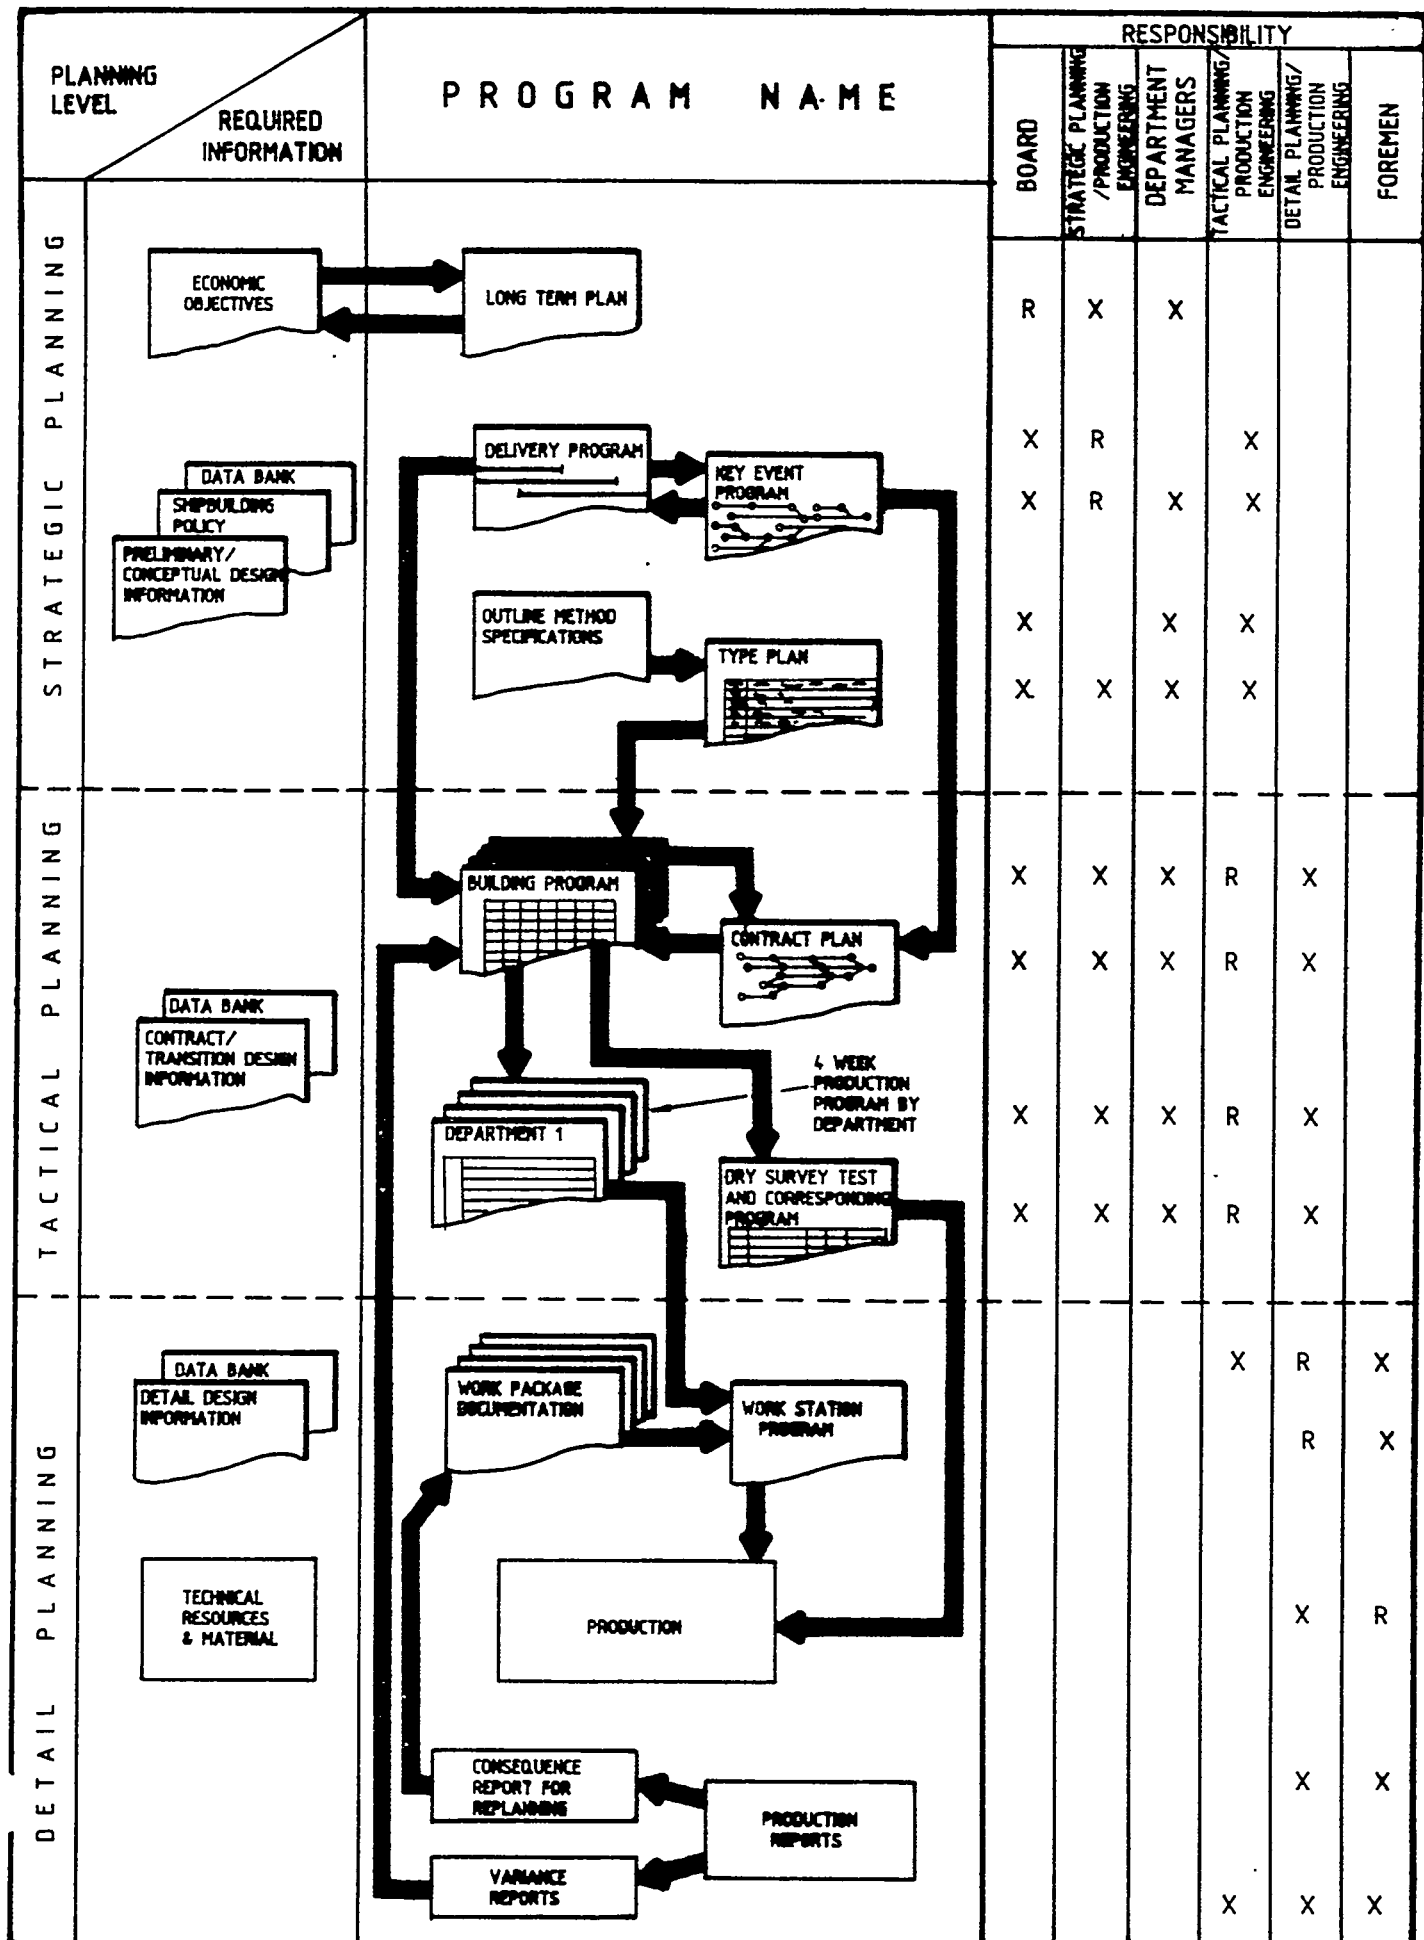 PLANNING
LEVEL
REQUIRED
INFORMATION
PROGRAM NAME
RESPONSIBILITY
BOARD
STRATEGIC PLANNING
/PRODUCTION
ENGINEERING
DEPARTMENT
MANAGERS
TACTICAL PLANNING/
PRODUCTION
ENGINEERING
DETAIL PLANNING/
PRODUCTION
ENGINEERING
FOREMEN
STRATEGIC PLANNING
ECONOMIC
OBJECTIVES
LONG TERM PLAN
R X X
DELIVERY PROGRAM
X R X
KEY EVENT
PROGRAM
X R X X
DATA BANK
SHIPBUILDING
POLICY
PRELIMINARY/
CONCEPTUAL DESIGN
INFORMATION
OUTLINE METHOD
SPECIFICATIONS
X X X
TYPE PLAN
X X X X
TACTICAL PLANNING
BUILDING PROGRAM
X X X R X
CONTRACT PLAN
X X X R X
DATA BANK
CONTRACT/
TRANSITION DESIGN
INFORMATION
4 WEEK
PRODUCTION
PROGRAM BY
DEPARTMENT
DEPARTMENT 1
X X X R X
DRY SURVEY TEST
AND CORRESPONDING
PROGRAM
X X X R X
DETAIL PLANNING
DATA BANK
DETAIL DESIGN
INFORMATION
WORK PACKAGE
DOCUMENTATION
X R X
WORK STATION
PROGRAM
R X
TECHNICAL
RESOURCES
& MATERIAL
PRODUCTION
X R
CONSEQUENCE
REPORT FOR
REPLANNING
X X
PRODUCTION
REPORTS
VARIANCE
REPORTS
X X X